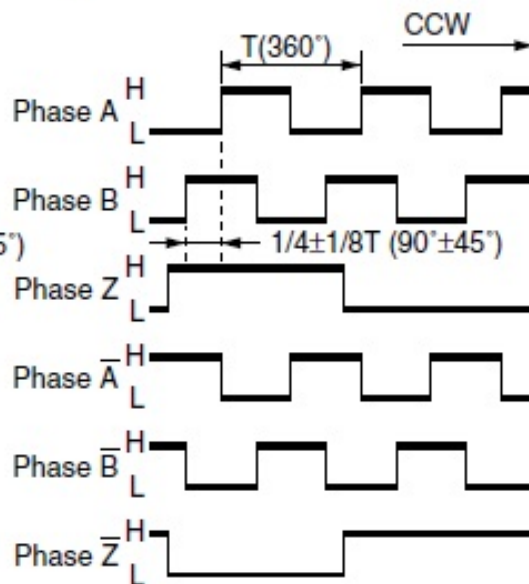 CCW
T(360˚)
H
Phase A
L
H
Phase B
L
5˚)
1/4±1/8T (90˚±45˚)
H
Phase Z
L
H
Phase A̅
L
H
Phase B̅
L
H
Phase Z̅
L